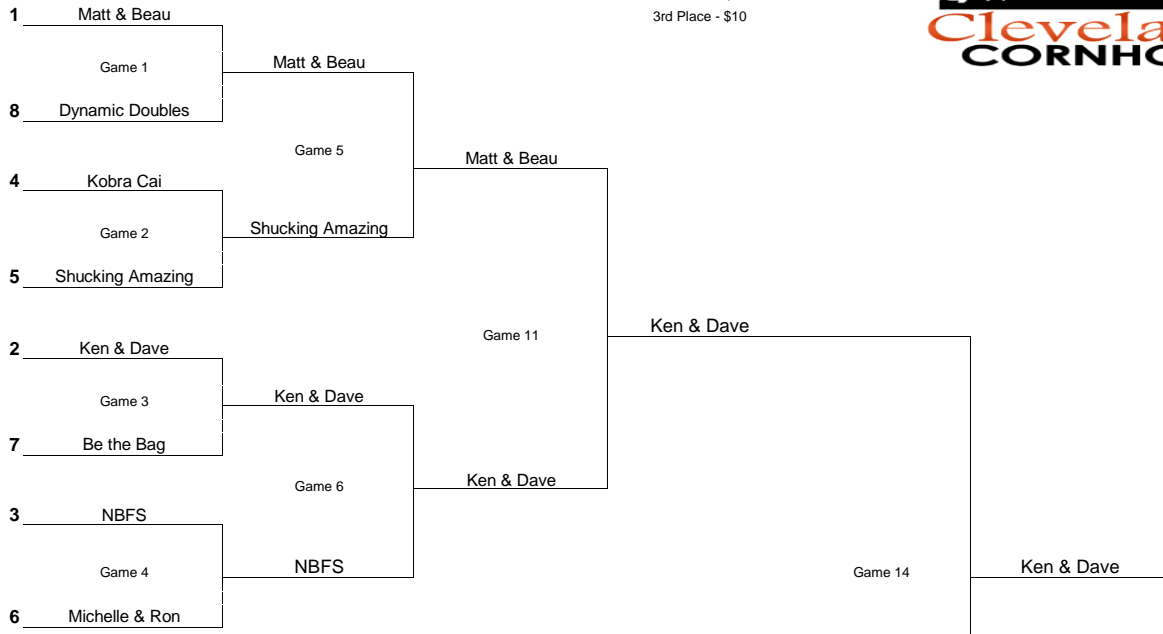 1 Matt & Beau
3rd Place - $10
Game 1
Matt & Beau
8 Dynamic Doubles
Game 5
Matt & Beau
4 Kobra Cai
Game 2
Shucking Amazing
5 Shucking Amazing
Game 11
Ken & Dave
2 Ken & Dave
Game 3
Ken & Dave
7 Be the Bag
Game 6
Ken & Dave
3 NBFS
Game 4
NBFS
Game 14
Ken & Dave
6 Michelle & Ron